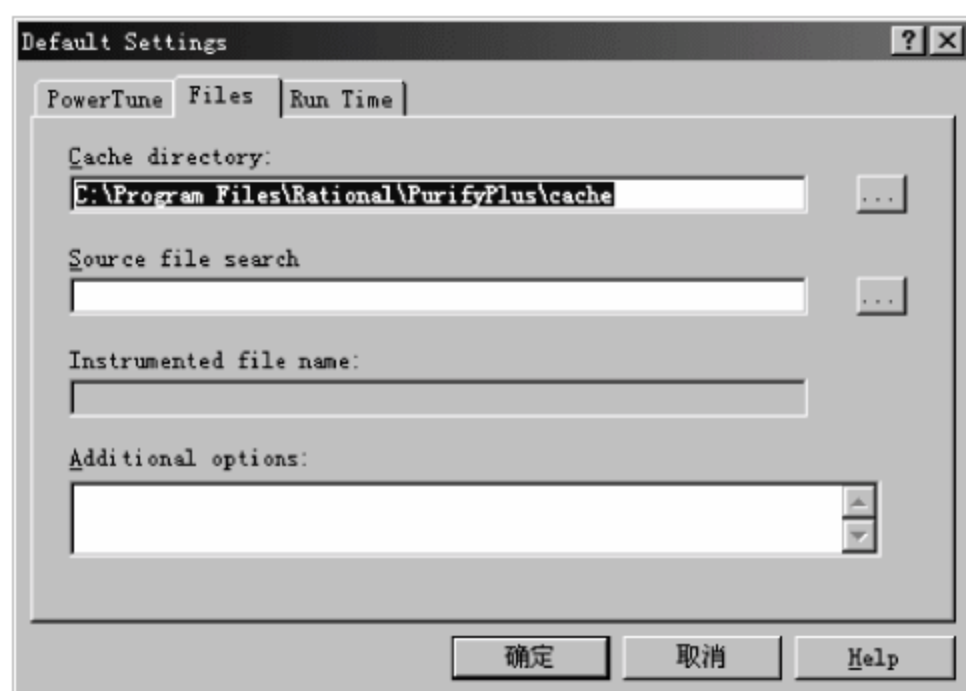 Default Settings
PowerTune Files Run Time
Cache directory:
C:\Program Files\Rational\PurifyPlus\cache
...
Source file search
...
Instrumented file name:
Additional options:
确定 取消 Help